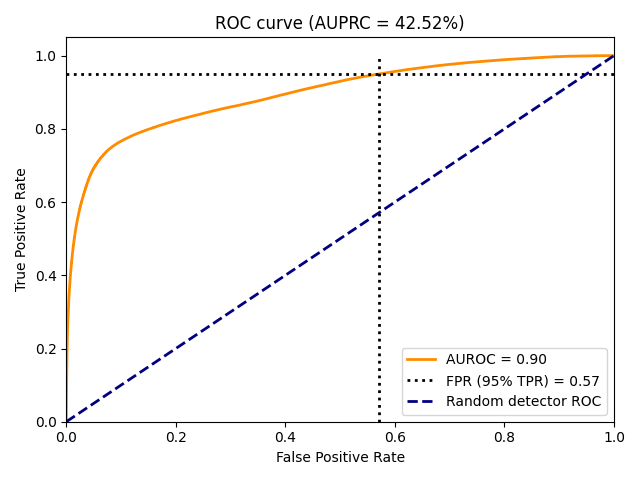 ROC curve (AUPRC = 42.52%)
1.0
0.8
0.6
0.4
0.2
0.0
True Positive Rate
AUROC = 0.90
FPR (95% TPR) = 0.57
Random detector ROC
0.0 0.2 0.4 0.6 0.8 1.0
False Positive Rate